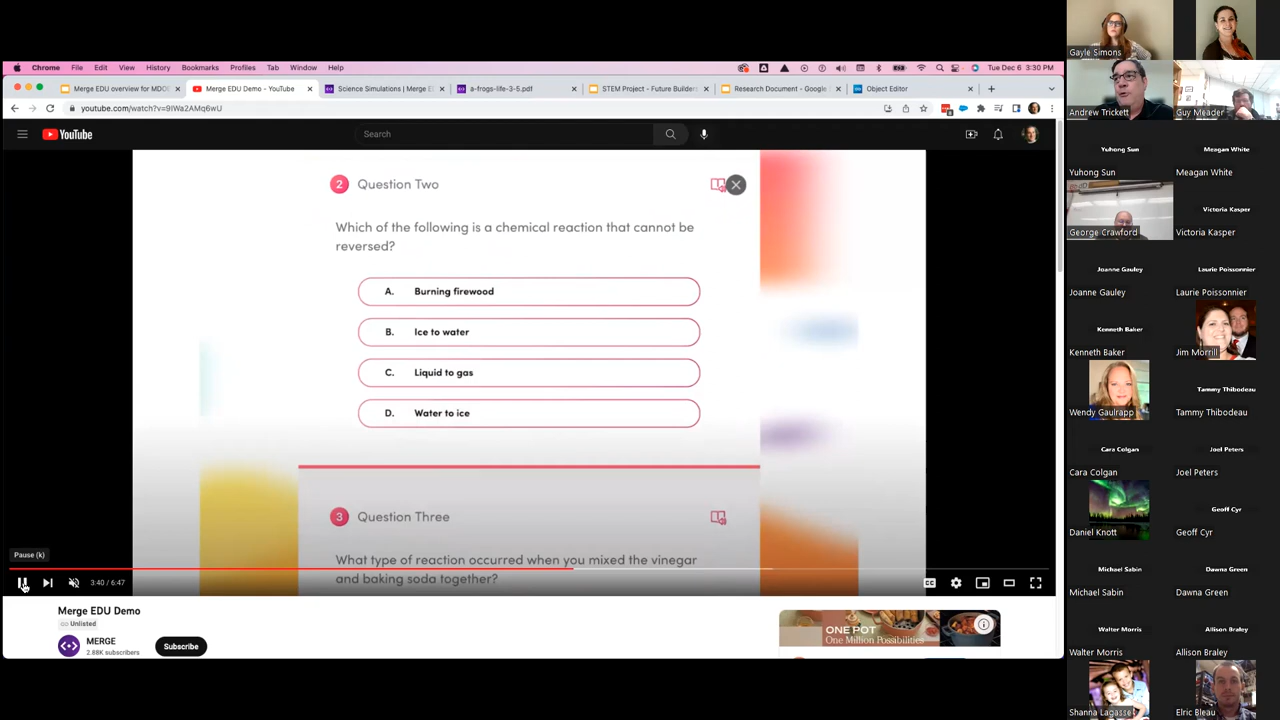 Chrome File Edit View History Bookmarks Profiles Tab Window Help
Tue Dec 6 3:30 PM
Merge EDU overview for MDOE
Merge EDU Demo - YouTube
Science Simulations | Merge E
a-frogs-life-3-5.pdf
STEM Project - Future Builders
Research Document - Google
Object Editor
youtube.com/watch?v=9IWa2AMq6wU
YouTube
Search
2 Question Two
Which of the following is a chemical reaction that cannot be
reversed?
A. Burning firewood
B. Ice to water
C. Liquid to gas
D. Water to ice
3 Question Three
What type of reaction occurred when you mixed the vinegar
and baking soda together?
Pause (k)
3:40 / 6:47
CC
Merge EDU Demo
Unlisted
MERGE
2.88K subscribers
Subscribe
ONE POT
One Million Possibilities
Gayle Simons
Andrew Trickett
Guy Meader
Yuhong Sun
Meagan White
Yuhong Sun
Meagan White
Victoria Kasper
George Crawford
Victoria Kasper
Joanne Gauley
Laurie Poissonnier
Joanne Gauley
Laurie Poissonnier
Kenneth Baker
Kenneth Baker
Jim Morrill
Tammy Thibodeau
Wendy Gaulrapp
Tammy Thibodeau
Cara Colgan
Joel Peters
Cara Colgan
Joel Peters
Geoff Cyr
Daniel Knott
Geoff Cyr
Michael Sabin
Dawna Green
Michael Sabin
Dawna Green
Walter Morris
Allison Braley
Walter Morris
Allison Braley
Shanna Lagasse
Elric Bleau